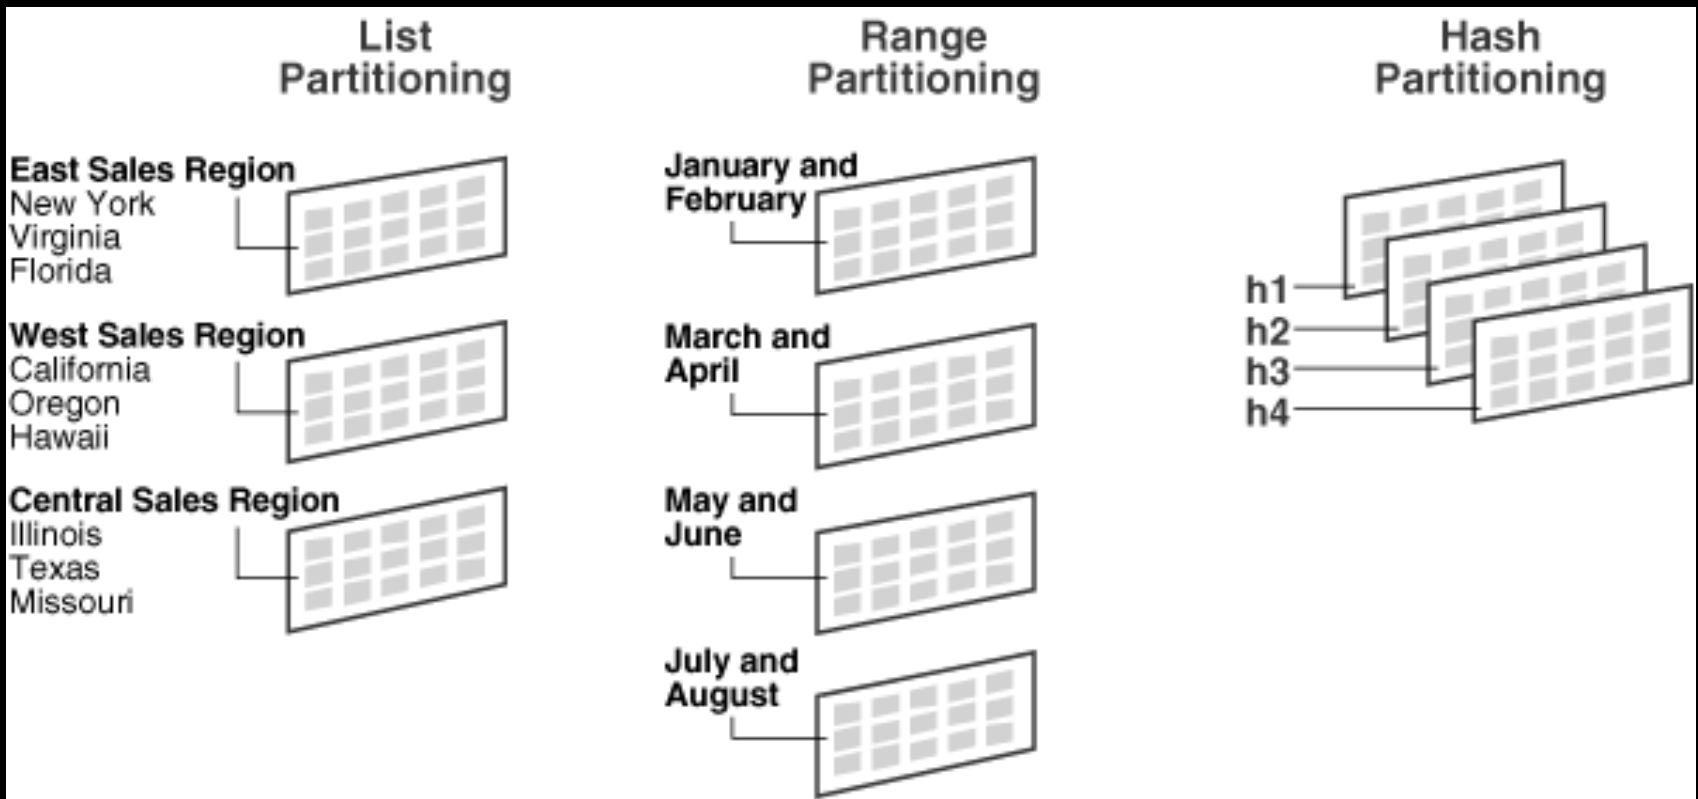 List
Partitioning
East Sales Region
New York
Virginia
Florida
West Sales Region
California
Oregon
Hawaii
Central Sales Region
Illinois
Texas
Missouri
Range
Partitioning
January and
February
March and
April
May and
June
July and
August
Hash
Partitioning
h1
h2
h3
h4